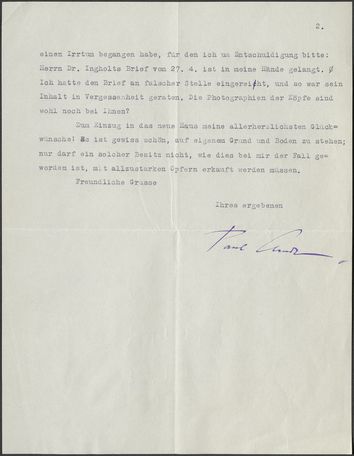 2.
einen Irrtum begangen habe, für den ich um Entschuldigung bitte:
Herrn Dr. Ingholts Brief vom 27. 4. ist in meine Hände gelangt. Ø
Ich hatte den Brief an falscher Stelle eingereiht, und so war sein
Inhalt in Vergessenheit geraten. Die Photographien der Köpfe sind
wohl noch bei Ihnen?
Zum Einzug in das neue Haus meine allerherzlichsten Glück-
wünsche! Es ist gewiss schön, auf eigenem Grund und Boden zu stehen;
nur darf ein solcher Besitz nicht, wie dies bei mir der Fall ge-
worden ist, mit allzustarken Opfern erkauft werden müssen.
Freundliche Grüsse
Ihres ergebenen
Paul Arndt